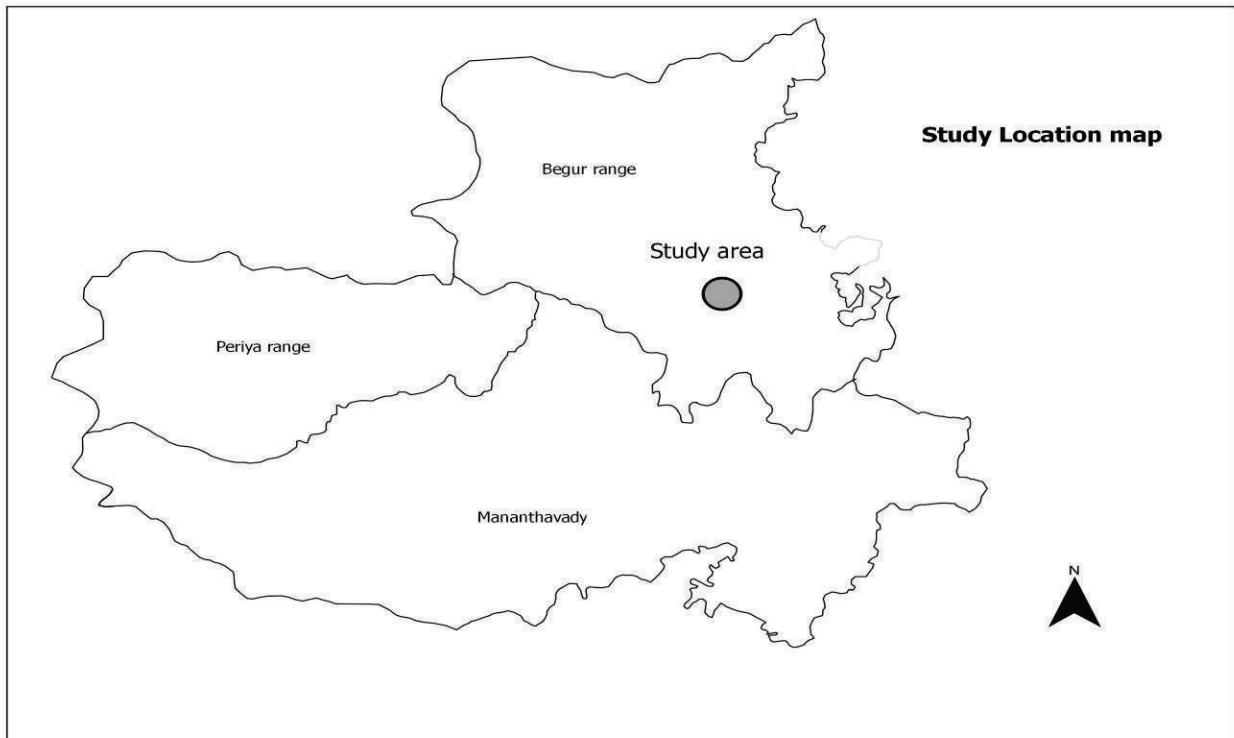 Study Location map
Begur range
Study area
Periya range
Mananthavady
N